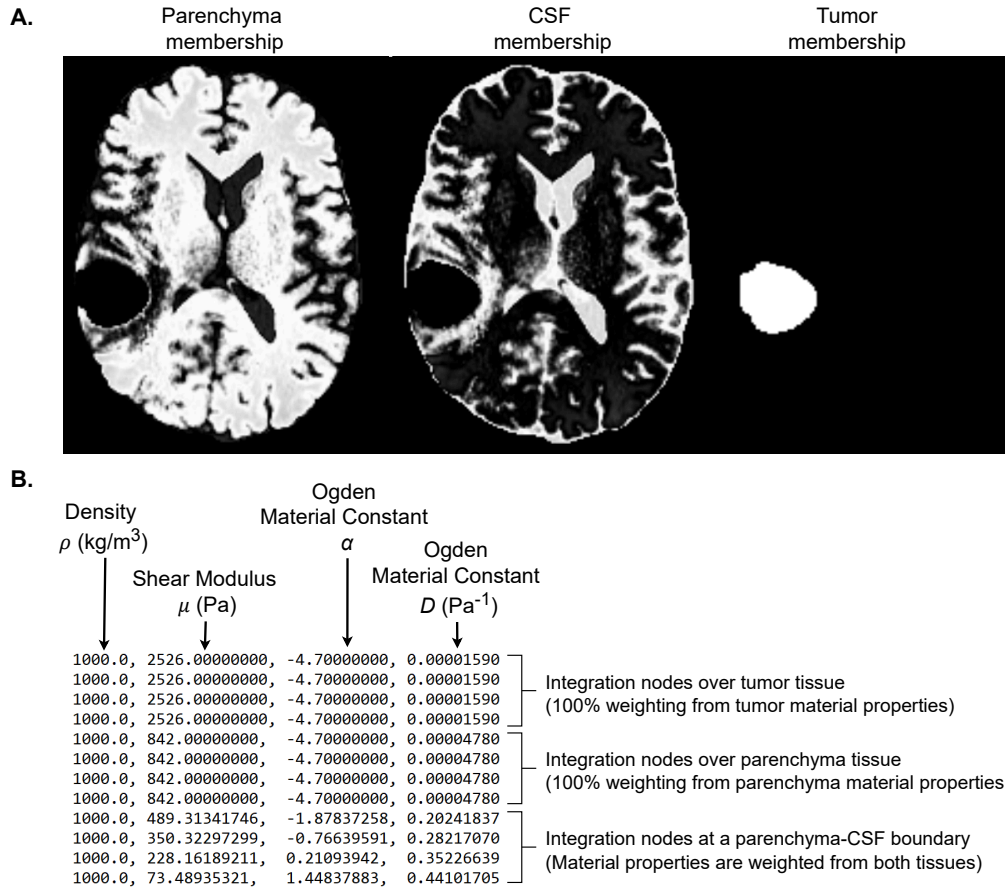 A.
Parenchyma
membership
CSF
membership
Tumor
membership
B.
Density
ρ (kg/m3)
Shear Modulus
μ (Pa)
Ogden
Material Constant
α
Ogden
Material Constant
D (Pa-1)
1000.0, 2526.00000000, -4.70000000, 0.00001590
1000.0, 2526.00000000, -4.70000000, 0.00001590
1000.0, 2526.00000000, -4.70000000, 0.00001590
1000.0, 2526.00000000, -4.70000000, 0.00001590
Integration nodes over tumor tissue
(100% weighting from tumor material properties)
1000.0, 842.00000000, -4.70000000, 0.00004780
1000.0, 842.00000000, -4.70000000, 0.00004780
1000.0, 842.00000000, -4.70000000, 0.00004780
1000.0, 842.00000000, -4.70000000, 0.00004780
Integration nodes over parenchyma tissue
(100% weighting from parenchyma material properties
1000.0, 489.31341746, -1.87837258, 0.20241837
1000.0, 350.32297299, -0.76639591, 0.28217070
1000.0, 228.16189211, 0.21093942, 0.35226639
1000.0, 73.48935321, 1.44837883, 0.44101705
Integration nodes at a parenchyma-CSF boundary
(Material properties are weighted from both tissues)